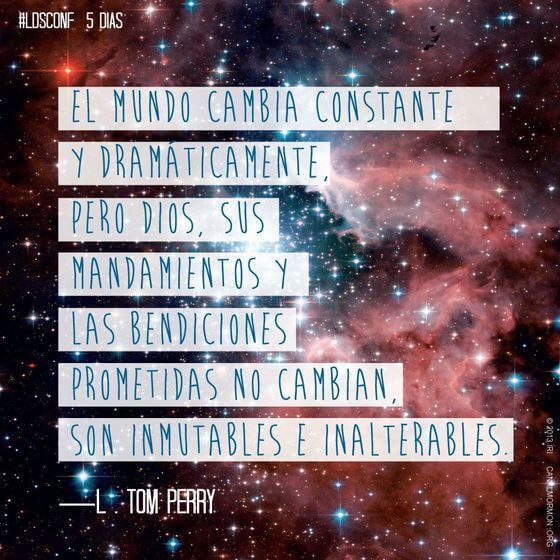 #LDSCONF 5 DIAS
EL MUNDO CAMBIA CONSTANTE
Y DRAMÁTICAMENTE,
PERO DIOS, SUS
MANDAMIENTOS Y
LAS BENDICIONES
PROMETIDAS NO CAMBIAN,
SON INMUTABLES E INALTERABLES.
—L. TOM PERRY
© 2013 IRI